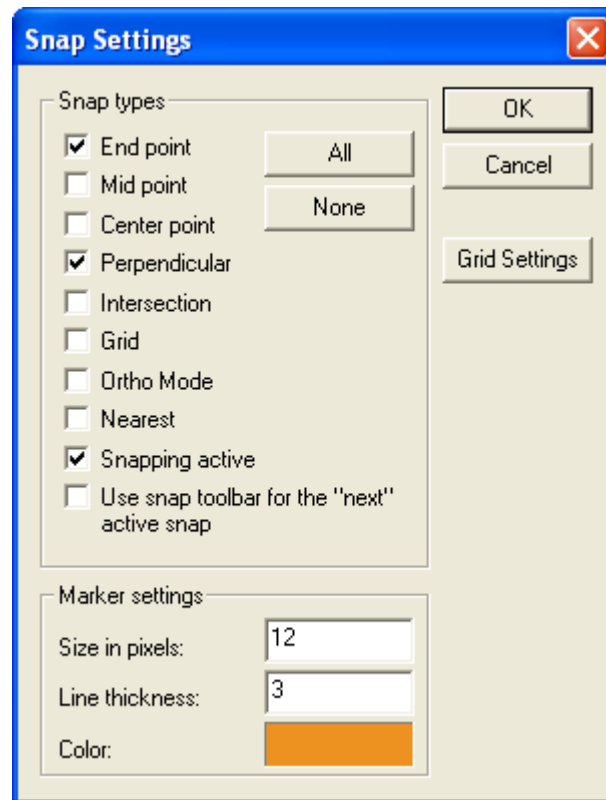 Snap Settings
Snap types
End point
Mid point
Center point
Perpendicular
Intersection
Grid
Ortho Mode
Nearest
Snapping active
Use snap toolbar for the "next"
active snap
All
None
OK
Cancel
Grid Settings
Marker settings
Size in pixels: 12
Line thickness: 3
Color: